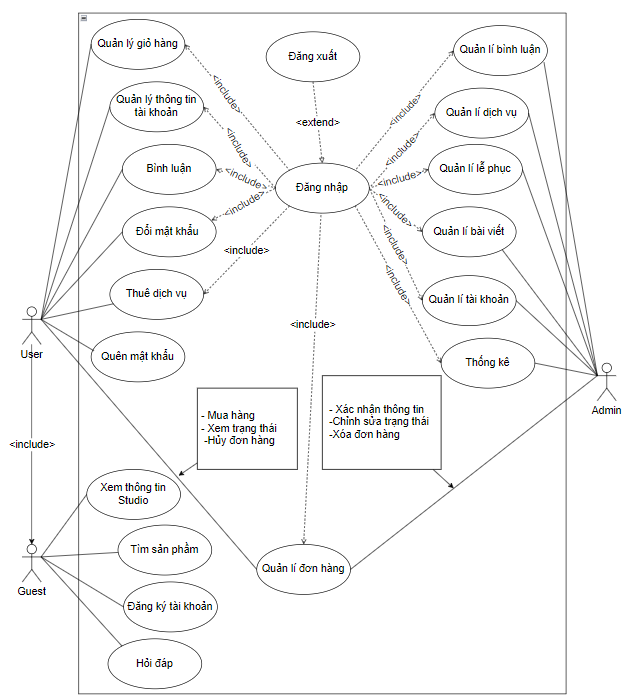 Quản lý giỏ hàng
Đăng xuất
Quản lí bình luận
<include>
<include>
Quản lý thông tin
tài khoản
<include>
<extend>
<include>
Quản lí dịch vụ
Bình luận
<include>
Đăng nhập
<include>
Quản lí lễ phục
Đổi mật khẩu
<include>
<include>
Quản lí bài viết
<include>
<include>
Thuê dịch vụ
<include>
Quản lí tài khoản
<include>
User
Quên mật khẩu
Thống kê
Admin
- Mua hàng
- Xem trạng thái
-Hủy đơn hàng
- Xác nhận thông tin
-Chỉnh sửa trạng thái
-Xóa đơn hàng
<include>
Xem thông tin
Studio
Tìm sản phẩm
Quản lí đơn hàng
Guest
Đăng ký tài khoản
Hỏi đáp